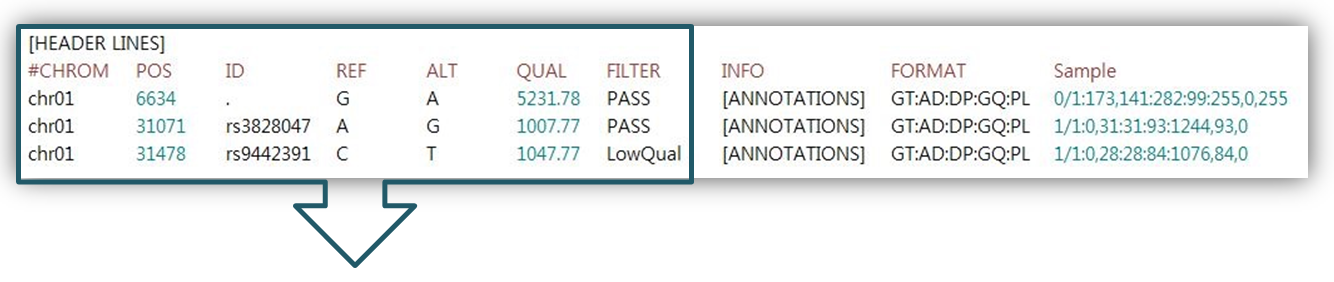 [HEADER LINES]
#CHROM POS ID REF ALT QUAL FILTER INFO FORMAT Sample
chr01 6634 . G A 5231.78 PASS [ANNOTATIONS] GT:AD:DP:GQ:PL 0/1:173,141:282:99:255,0,255
chr01 31071 rs3828047 A G 1007.77 PASS [ANNOTATIONS] GT:AD:DP:GQ:PL 1/1:0,31:31:93:1244,93,0
chr01 31478 rs9442391 C T 1047.77 LowQual [ANNOTATIONS] GT:AD:DP:GQ:PL 1/1:0,28:28:84:1076,84,0